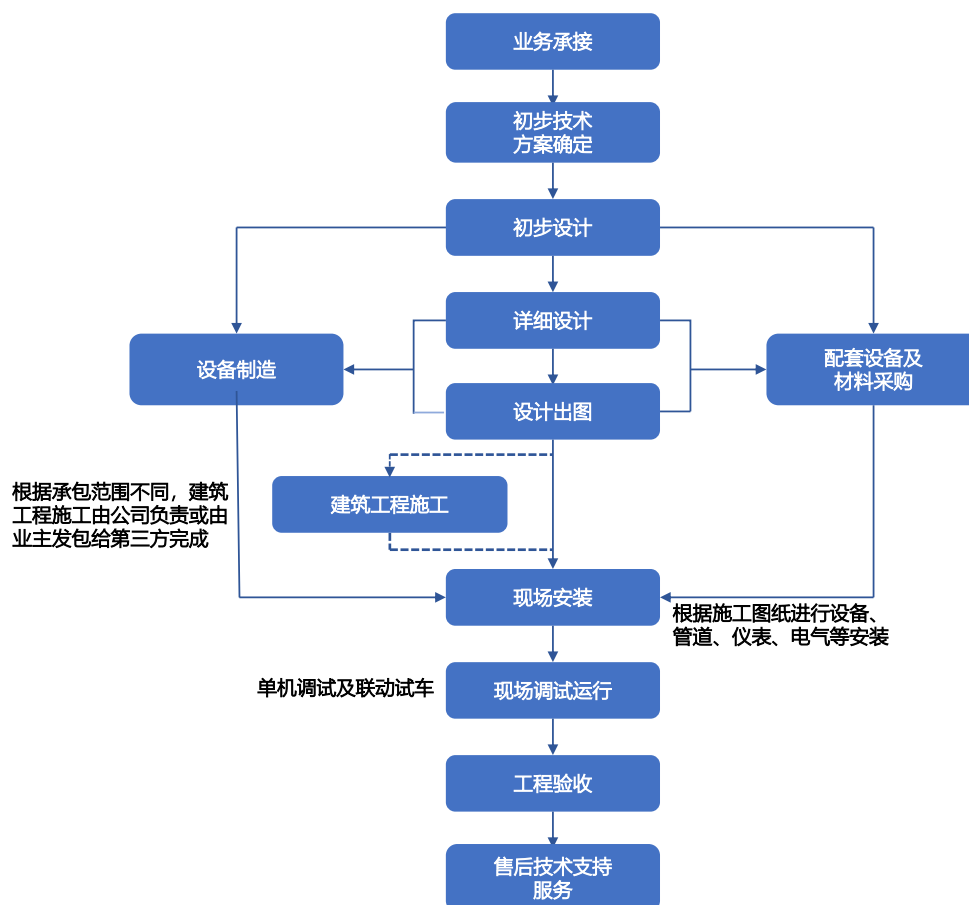 业务承接
初步技术
方案确定
初步设计
详细设计
设备制造
配套设备及
材料采购
设计出图
根据承包范围不同，建筑
工程施工由公司负责或由
业主发包给第三方完成
建筑工程施工
现场安装
根据施工图纸进行设备、
管道、仪表、电气等安装
单机调试及联动试车
现场调试运行
工程验收
售后技术支持
服务